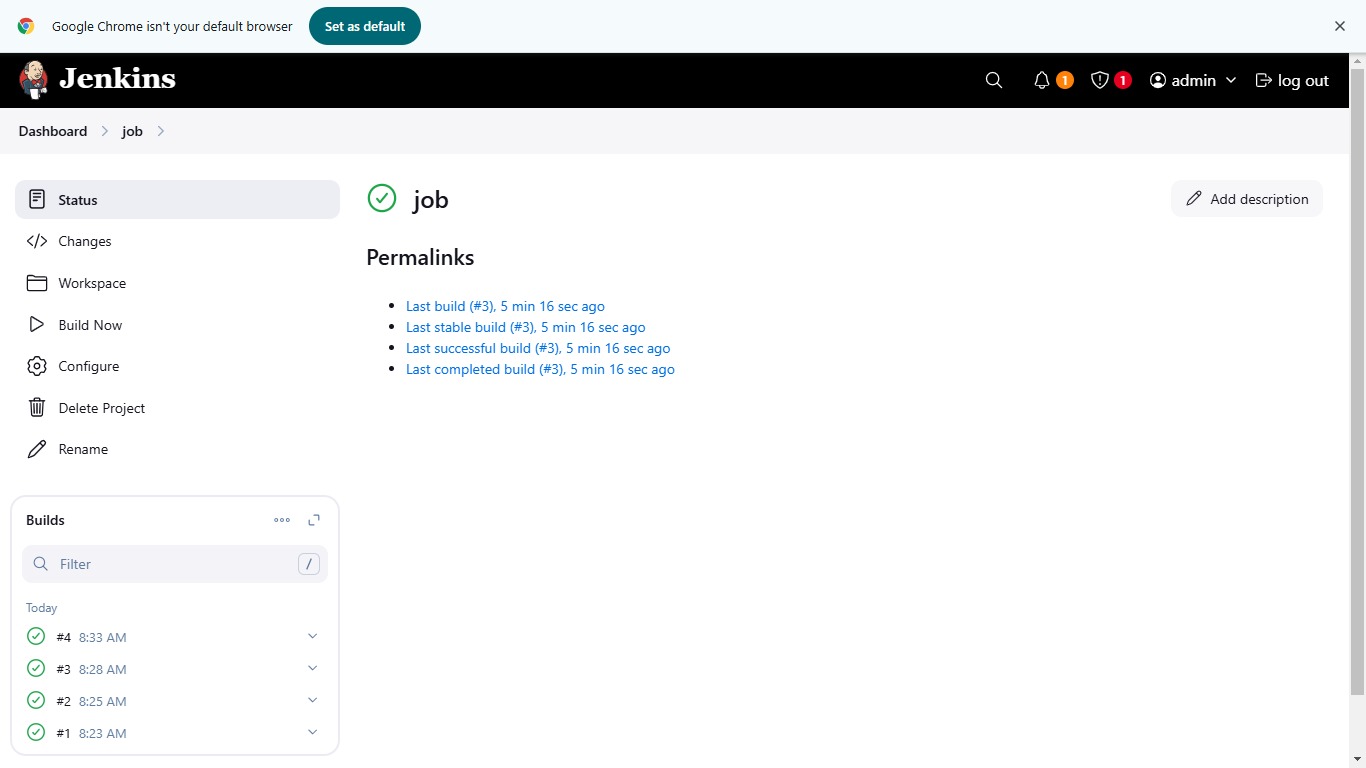 Google Chrome isn't your default browser Set as default
Jenkins 1 1 admin log out
Dashboard job
Status
Changes
Workspace
Build Now
Configure
Delete Project
Rename
job
Add description
Permalinks
Last build (#3), 5 min 16 sec ago
Last stable build (#3), 5 min 16 sec ago
Last successful build (#3), 5 min 16 sec ago
Last completed build (#3), 5 min 16 sec ago
Builds
Filter /
Today
#4 8:33 AM
#3 8:28 AM
#2 8:25 AM
#1 8:23 AM